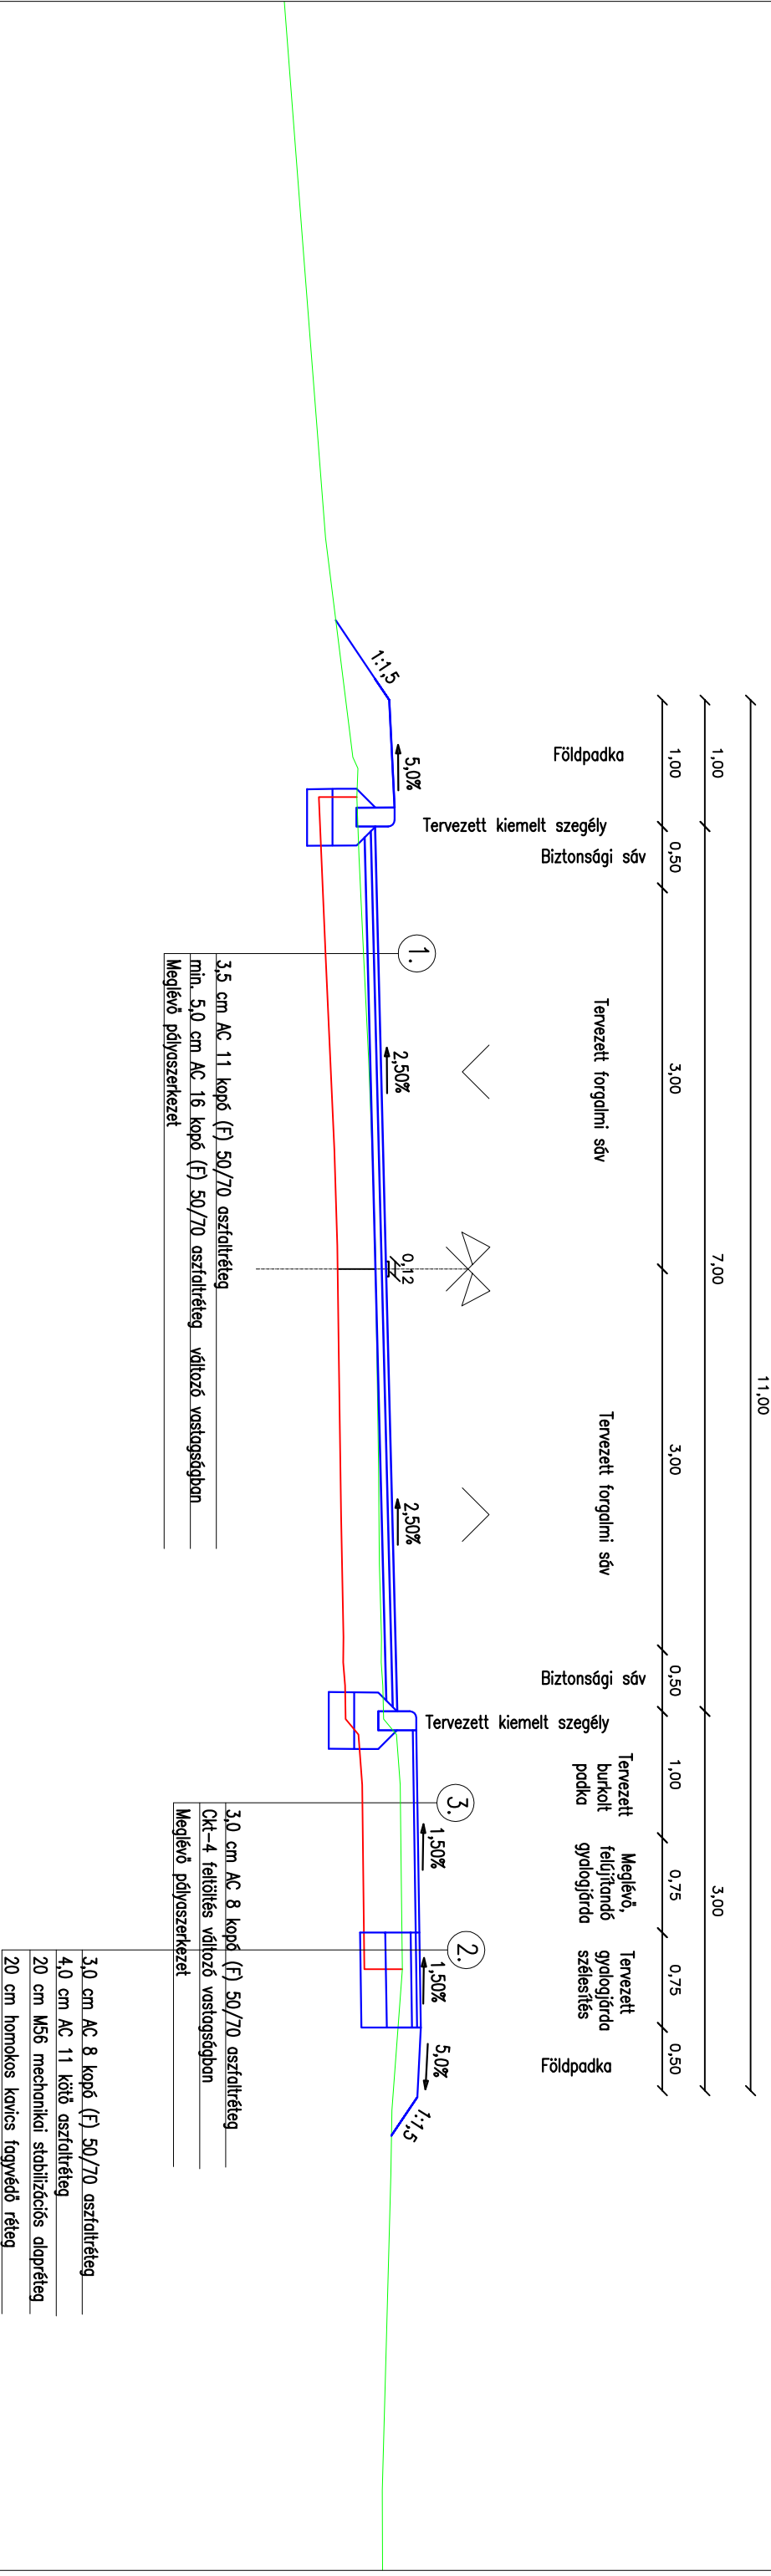 11,00
1,00
7,00
3,00
1,00
0,50
3,00
3,00
0,50
1,00
0,75
0,75
0,50
Földpadka
Tervezett kiemelt szegély
Biztonsági sáv
Tervezett forgalmi sáv
Tervezett forgalmi sáv
Biztonsági sáv
Tervezett kiemelt szegély
Tervezett
burkolt
padka
Meglévő,
felújítandó
gyalogjárda
Tervezett
gyalogjárda
szélesítés
Földpadka
1:1,5
5,0%
2,50%
0,12
2,50%
1,50%
1,50%
5,0%
1:1,5
1.
3,5 cm AC 11 kopó (F) 50/70 aszfaltréteg
min. 5,0 cm AC 16 kopó (F) 50/70 aszfaltréteg változó vastagságban
Meglévő pályaszerkezet
3.
3,0 cm AC 8 kopó (F) 50/70 aszfaltréteg
Ckt-4 feltöltés változó vastagságban
Meglévő pályaszerkezet
2.
3,0 cm AC 8 kopó (F) 50/70 aszfaltréteg
4,0 cm AC 11 kötő aszfaltréteg
20 cm M56 mechanikai stabilizációs alapréteg
20 cm homokos kavics fagyvédő réteg